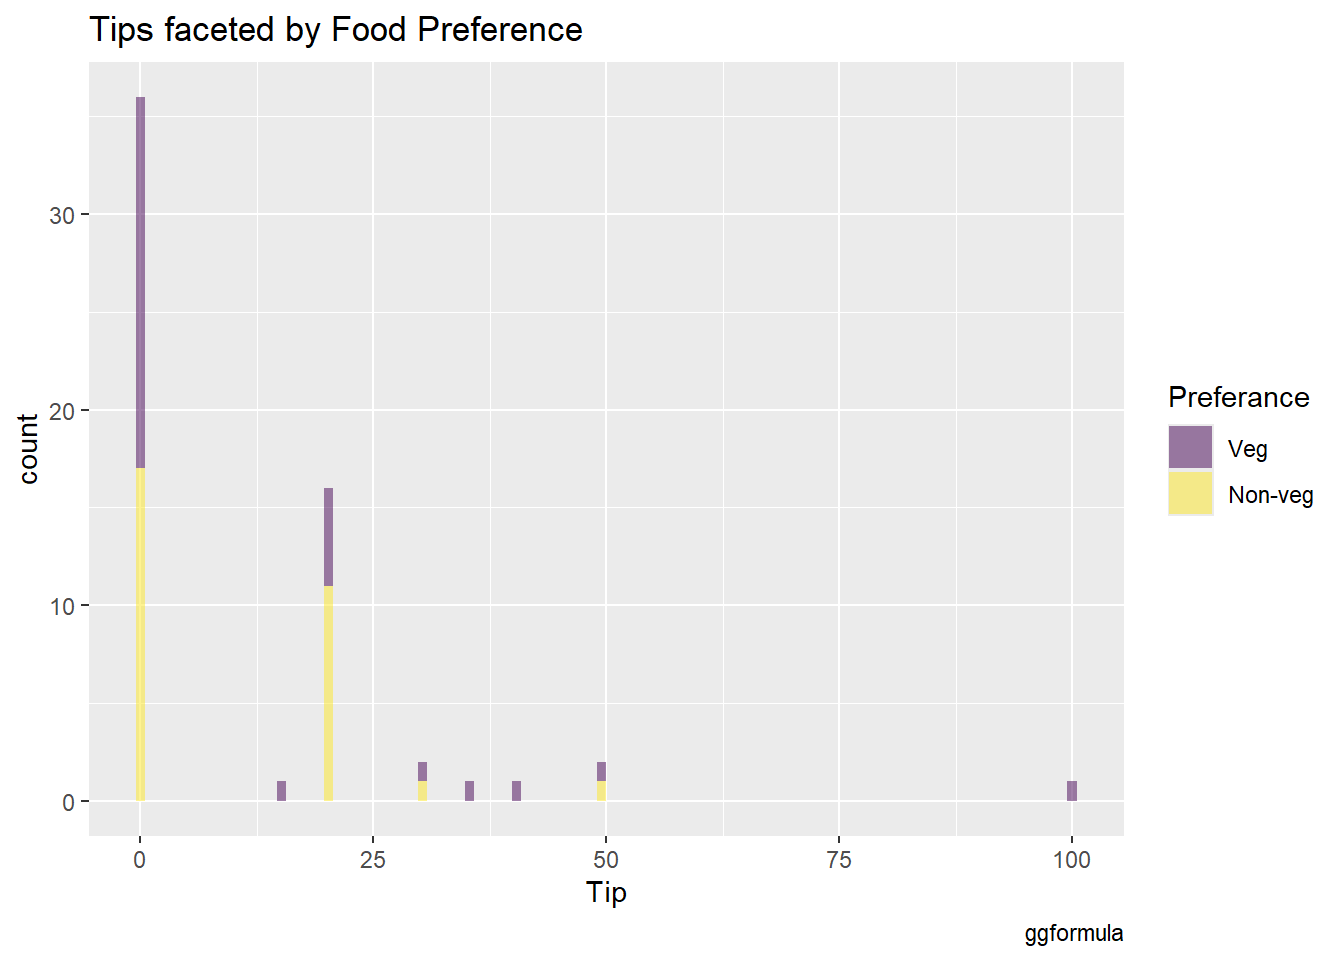 Tips faceted by Food Preference
count
30
20
10
0
0 25 50 75 100
Tip
Preferance
Veg
Non-veg
ggformula